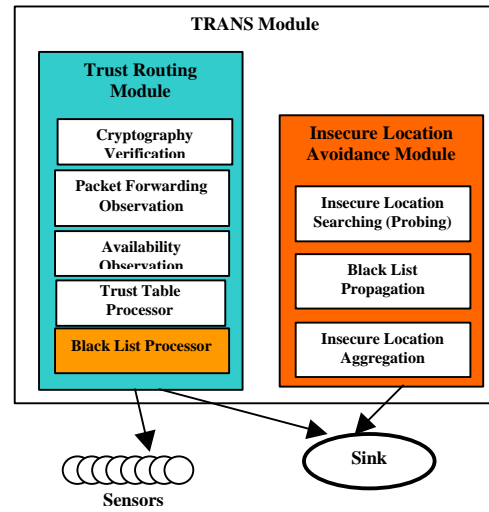 TRANS Module
Trust Routing
Module
Cryptography
Verification
Packet Forwarding
Observation
Availability
Observation
Trust Table
Processor
Black List Processor
Insecure Location
Avoidance Module
Insecure Location
Searching (Probing)
Black List
Propagation
Insecure Location
Aggregation
Sensors
Sink